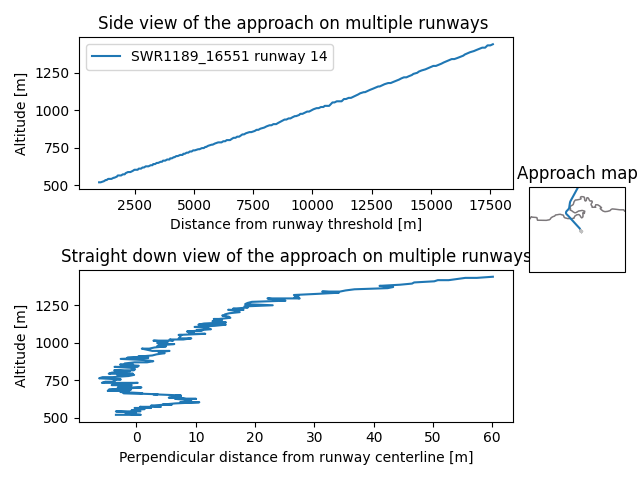 Side view of the approach on multiple runways
SWR1189_16551 runway 14
Altitude [m]
1250
1000
750
500
2500
5000
7500
10000
12500
15000
17500
Distance from runway threshold [m]
Approach map
Straight down view of the approach on multiple runways
Altitude [m]
1250
1000
750
500
0
10
20
30
40
50
60
Perpendicular distance from runway centerline [m]